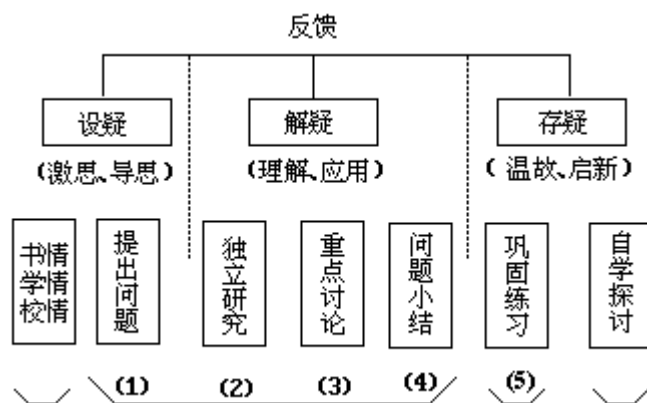 反馈
设疑
解疑
存疑
(激思、导思)
(理解、应用)
(温故、启新)
书情
学情
校情
提出问题
独立研究
重点讨论
问题小结
巩固练习
自学探讨
(1)
(2)
(3)
(4)
(5)